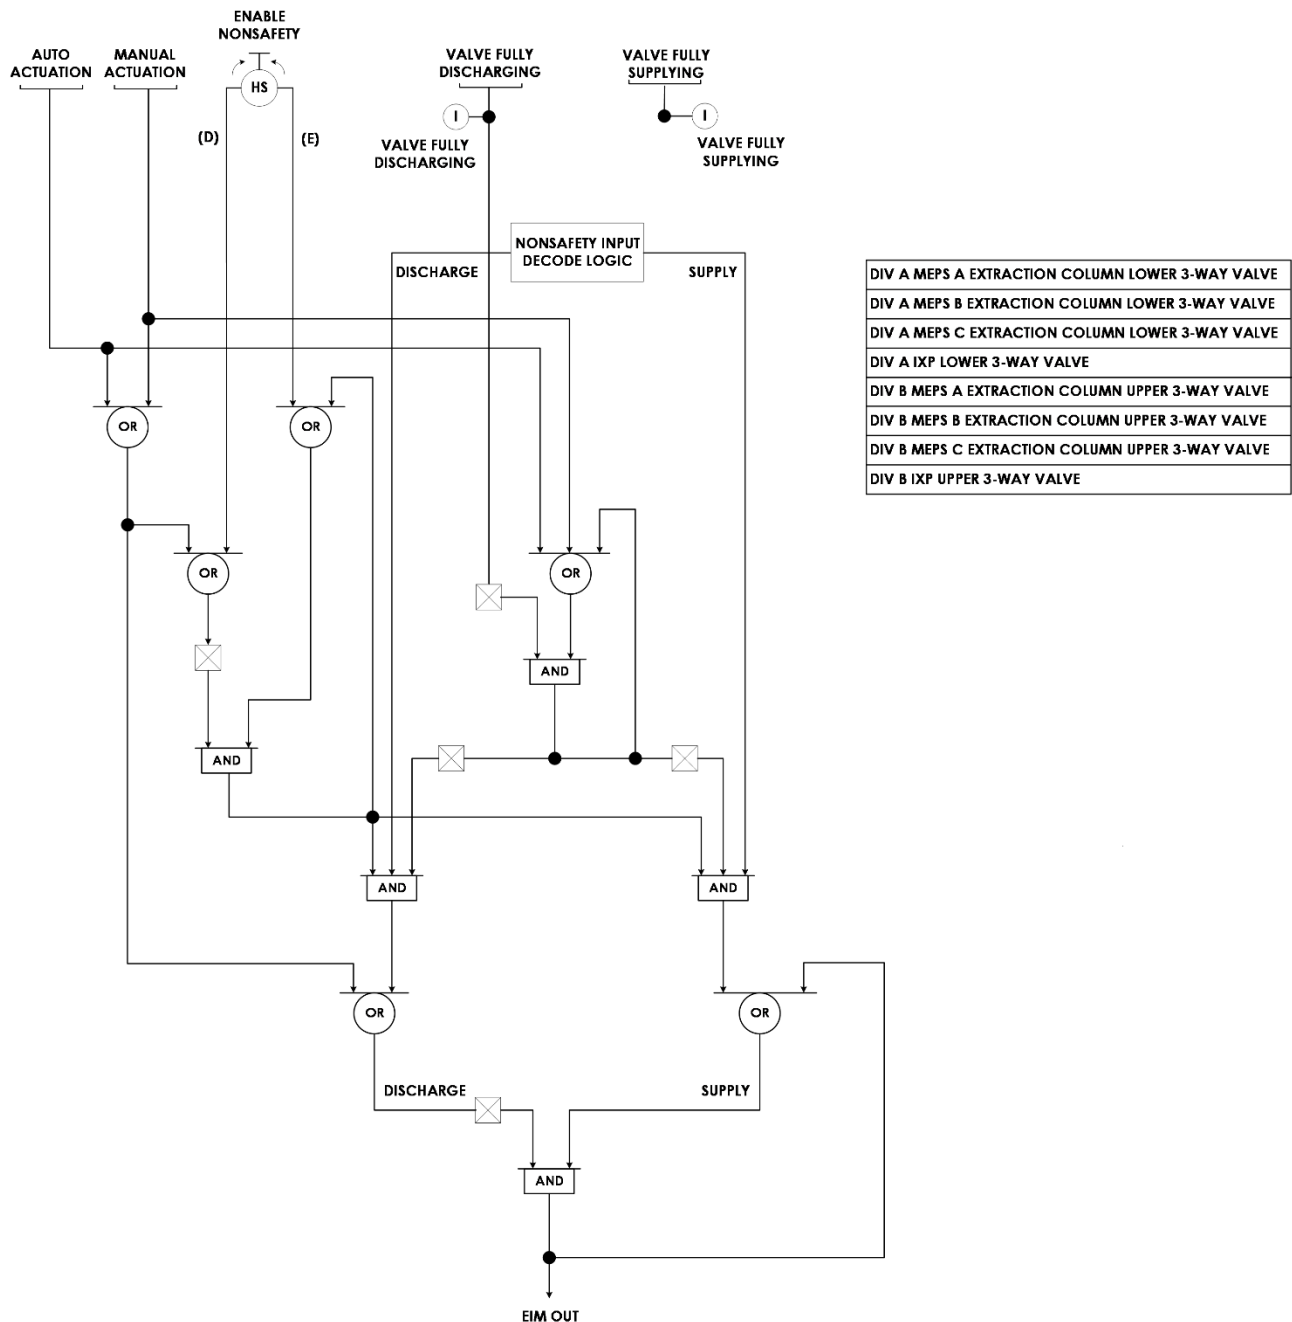 ENABLE
NONSAFETY
AUTO
ACTUATION
MANUAL
ACTUATION
HS
VALVE FULLY
DISCHARGING
VALVE FULLY
SUPPLYING
I
VALVE FULLY
DISCHARGING
I
VALVE FULLY
SUPPLYING
(D)
(E)
NONSAFETY INPUT
DECODE LOGIC
DISCHARGE
SUPPLY
DIV A MEPS A EXTRACTION COLUMN LOWER 3-WAY VALVE
DIV A MEPS B EXTRACTION COLUMN LOWER 3-WAY VALVE
DIV A MEPS C EXTRACTION COLUMN LOWER 3-WAY VALVE
DIV A IXP LOWER 3-WAY VALVE
DIV B MEPS A EXTRACTION COLUMN UPPER 3-WAY VALVE
DIV B MEPS B EXTRACTION COLUMN UPPER 3-WAY VALVE
DIV B MEPS C EXTRACTION COLUMN UPPER 3-WAY VALVE
DIV B IXP UPPER 3-WAY VALVE
OR
OR
OR
OR
AND
AND
AND
AND
OR
OR
DISCHARGE
SUPPLY
AND
EIM OUT